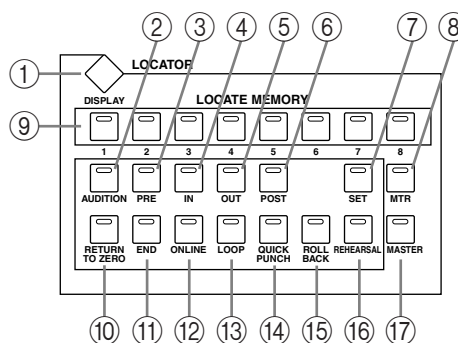 ② ③ ④ ⑤ ⑥ ⑦ ⑧
① LOCATOR
DISPLAY LOCATE MEMORY
⑨
1 2 3 4 5 6 7 8
AUDITION PRE IN OUT POST SET MTR
RETURN TO ZERO END ONLINE LOOP QUICK PUNCH ROLL BACK REHEARSAL MASTER
⑩ ⑪ ⑫ ⑬ ⑭ ⑮ ⑯ ⑰